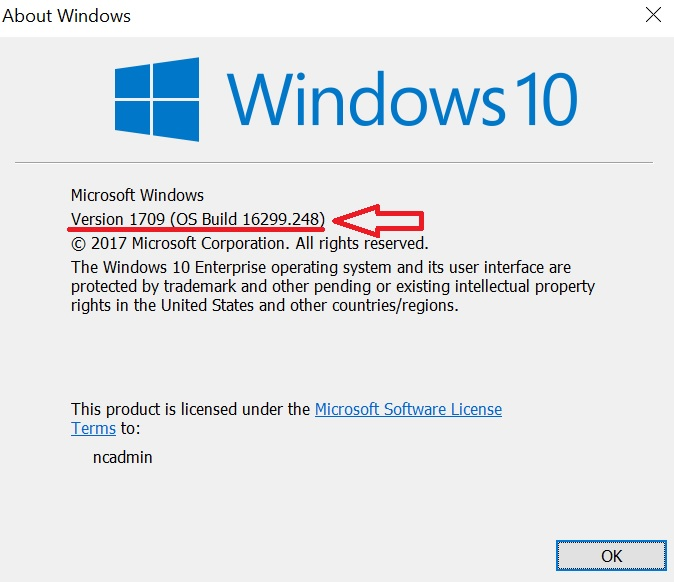 About Windows
Windows 10
Microsoft Windows
Version 1709 (OS Build 16299.248)
© 2017 Microsoft Corporation. All rights reserved.
The Windows 10 Enterprise operating system and its user interface are
protected by trademark and other pending or existing intellectual property
rights in the United States and other countries/regions.
This product is licensed under the Microsoft Software License
Terms to:
ncadmin
OK